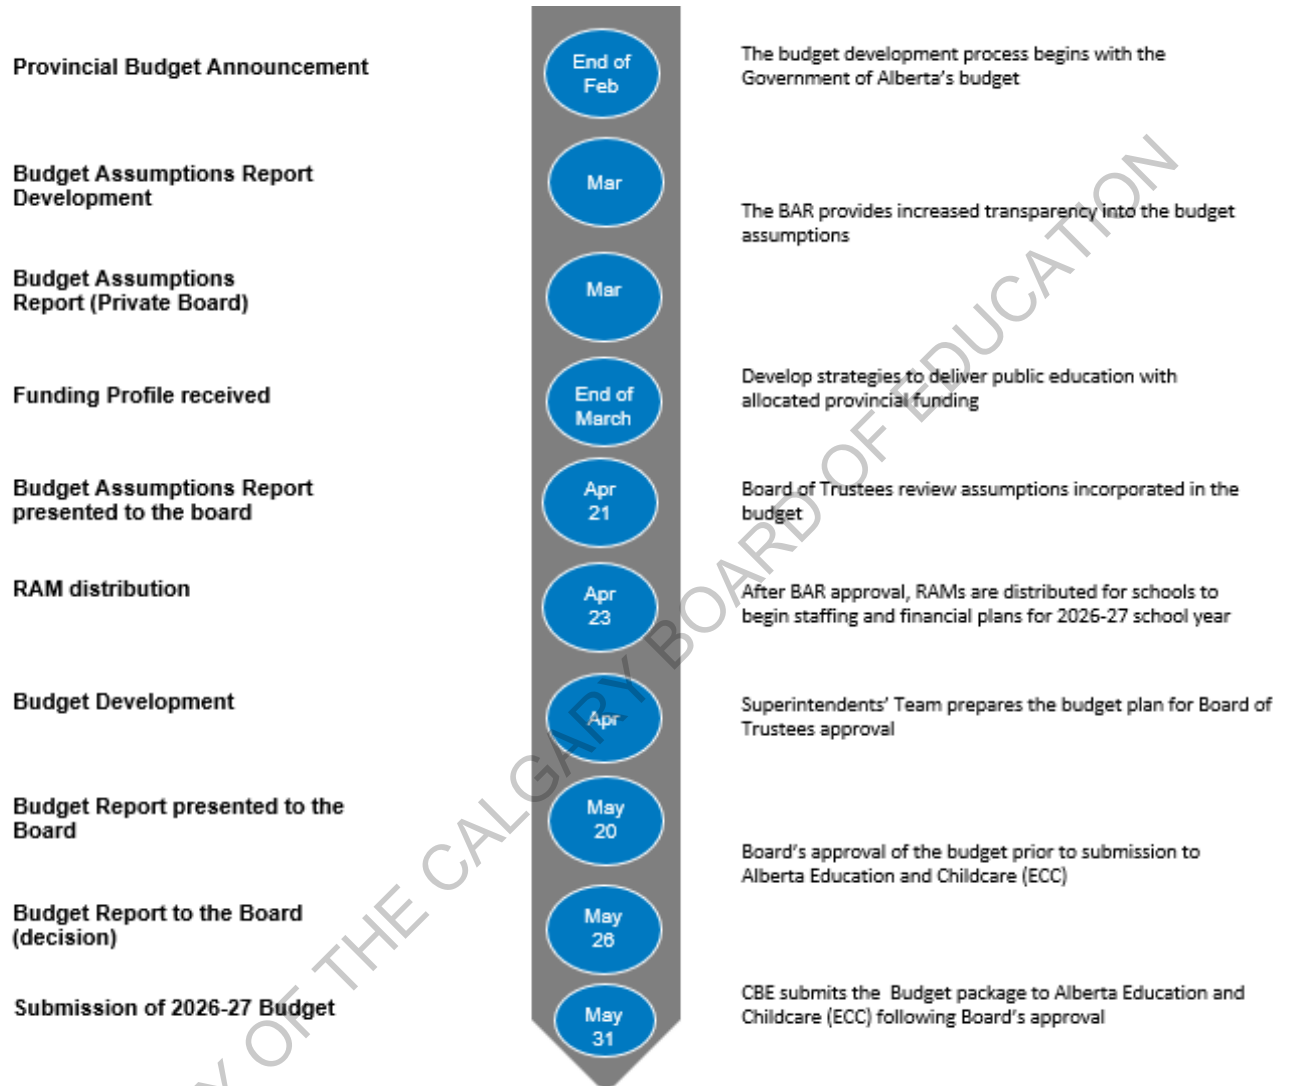 Provincial Budget Announcement
End of
Feb
The budget development process begins with the
Government of Alberta's budget
Budget Assumptions Report
Development
Mar
The BAR provides increased transparency into the budget
assumptions
Budget Assumptions
Report (Private Board)
Mar
Funding Profile received
End of
March
Develop strategies to deliver public education with
allocated provincial funding
Budget Assumptions Report
presented to the board
Apr
21
Board of Trustees review assumptions incorporated in the
budget
RAM distribution
Apr
23
After BAR approval, RAMs are distributed for schools to
begin staffing and financial plans for 2026-27 school year
Budget Development
Apr
Superintendents' Team prepares the budget plan for Board of
Trustees approval
Budget Report presented to the
Board
May
20
Board's approval of the budget prior to submission to
Alberta Education and Childcare (ECC)
Budget Report to the Board
(decision)
May
26
Submission of 2026-27 Budget
May
31
CBE submits the  Budget package to Alberta Education and
Childcare (ECC) following Board's approval
OF THE CALGARY BOARD OF EDUCATION